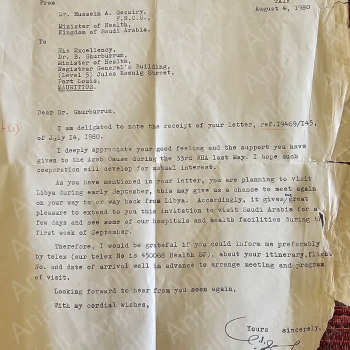 From
TAIF
August 4, 1980
Dr. Hussein A. Gezairy,
F.R.C.S.,
Minister of Health,
Kingdom of Saudi Arabia.
To
His Excellency,
Dr. B. Ghurburrun,
Minister of Health,
Registrar General's Building,
(Level 5) Jules Koenig Street,
Port Louis,
MAURITIUS.
Dear Dr. Ghurburrun,
I am delighted to note the receipt of your letter, ref.19469/I45,
of July I4, 1980.
I deeply appreciate your good feeling and the support you have
given to the Arab Cause during the 33rd WHA last May. I hope such
cooperation will develop for mutual interest.
As you have mentioned in your letter, you are planning to visit
Libya during early September, this may give us a chance to meet again
on your way to or way back from Libya. Accordingly, it gives great
pleasure to extend you this invitation to visit Saudi Arabia for a
few days and see some of our hospitals and health facilities during
first week of September.
Therefore, I would be grateful if you could inform me preferably
by telex (our telex No is 450068 Health SJ), about your itinerary, flight
No. and date of arrival well in advance to arrange meeting and program
of visit.
Looking forward to hear from you soon again,
With my cordial wishes,
Yours sincerely,